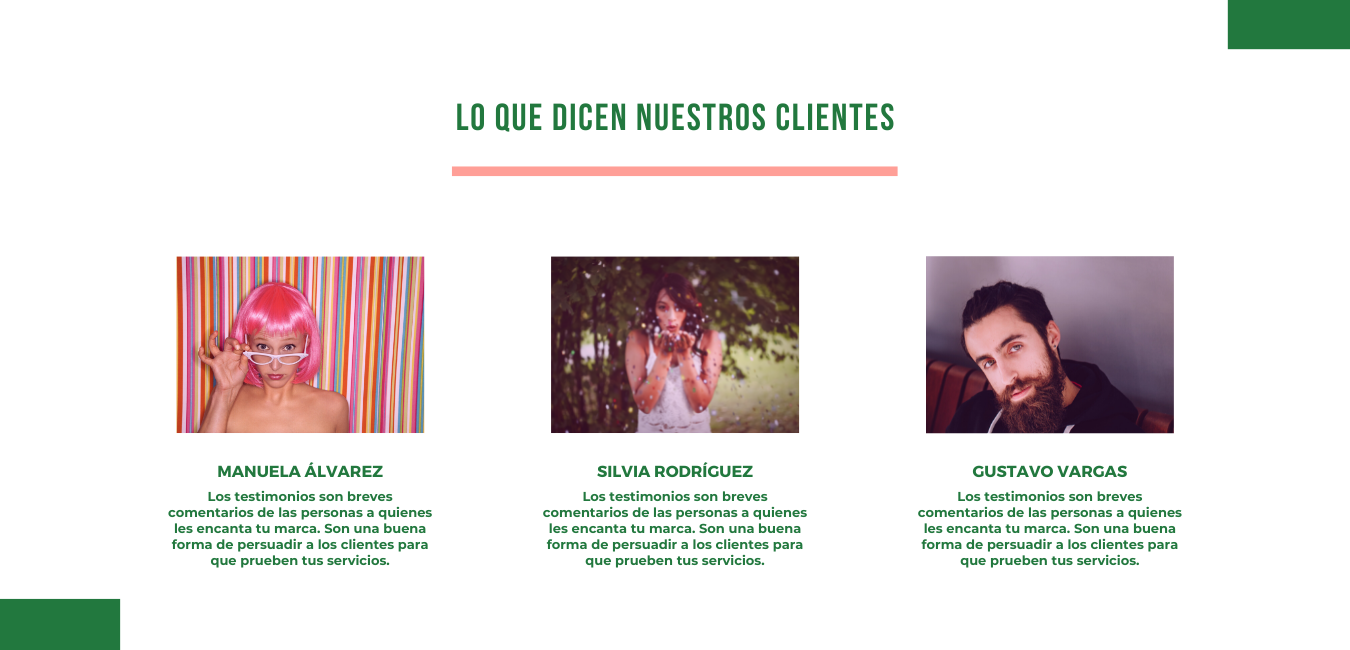 LO QUE DICEN NUESTROS CLIENTES
MANUELA ÁLVAREZ
Los testimonios son breves
comentarios de las personas a quienes
les encanta tu marca. Son una buena
forma de persuadir a los clientes para
que prueben tus servicios.
SILVIA RODRÍGUEZ
Los testimonios son breves
comentarios de las personas a quienes
les encanta tu marca. Son una buena
forma de persuadir a los clientes para
que prueben tus servicios.
GUSTAVO VARGAS
Los testimonios son breves
comentarios de las personas a quienes
les encanta tu marca. Son una buena
forma de persuadir a los clientes para
que prueben tus servicios.